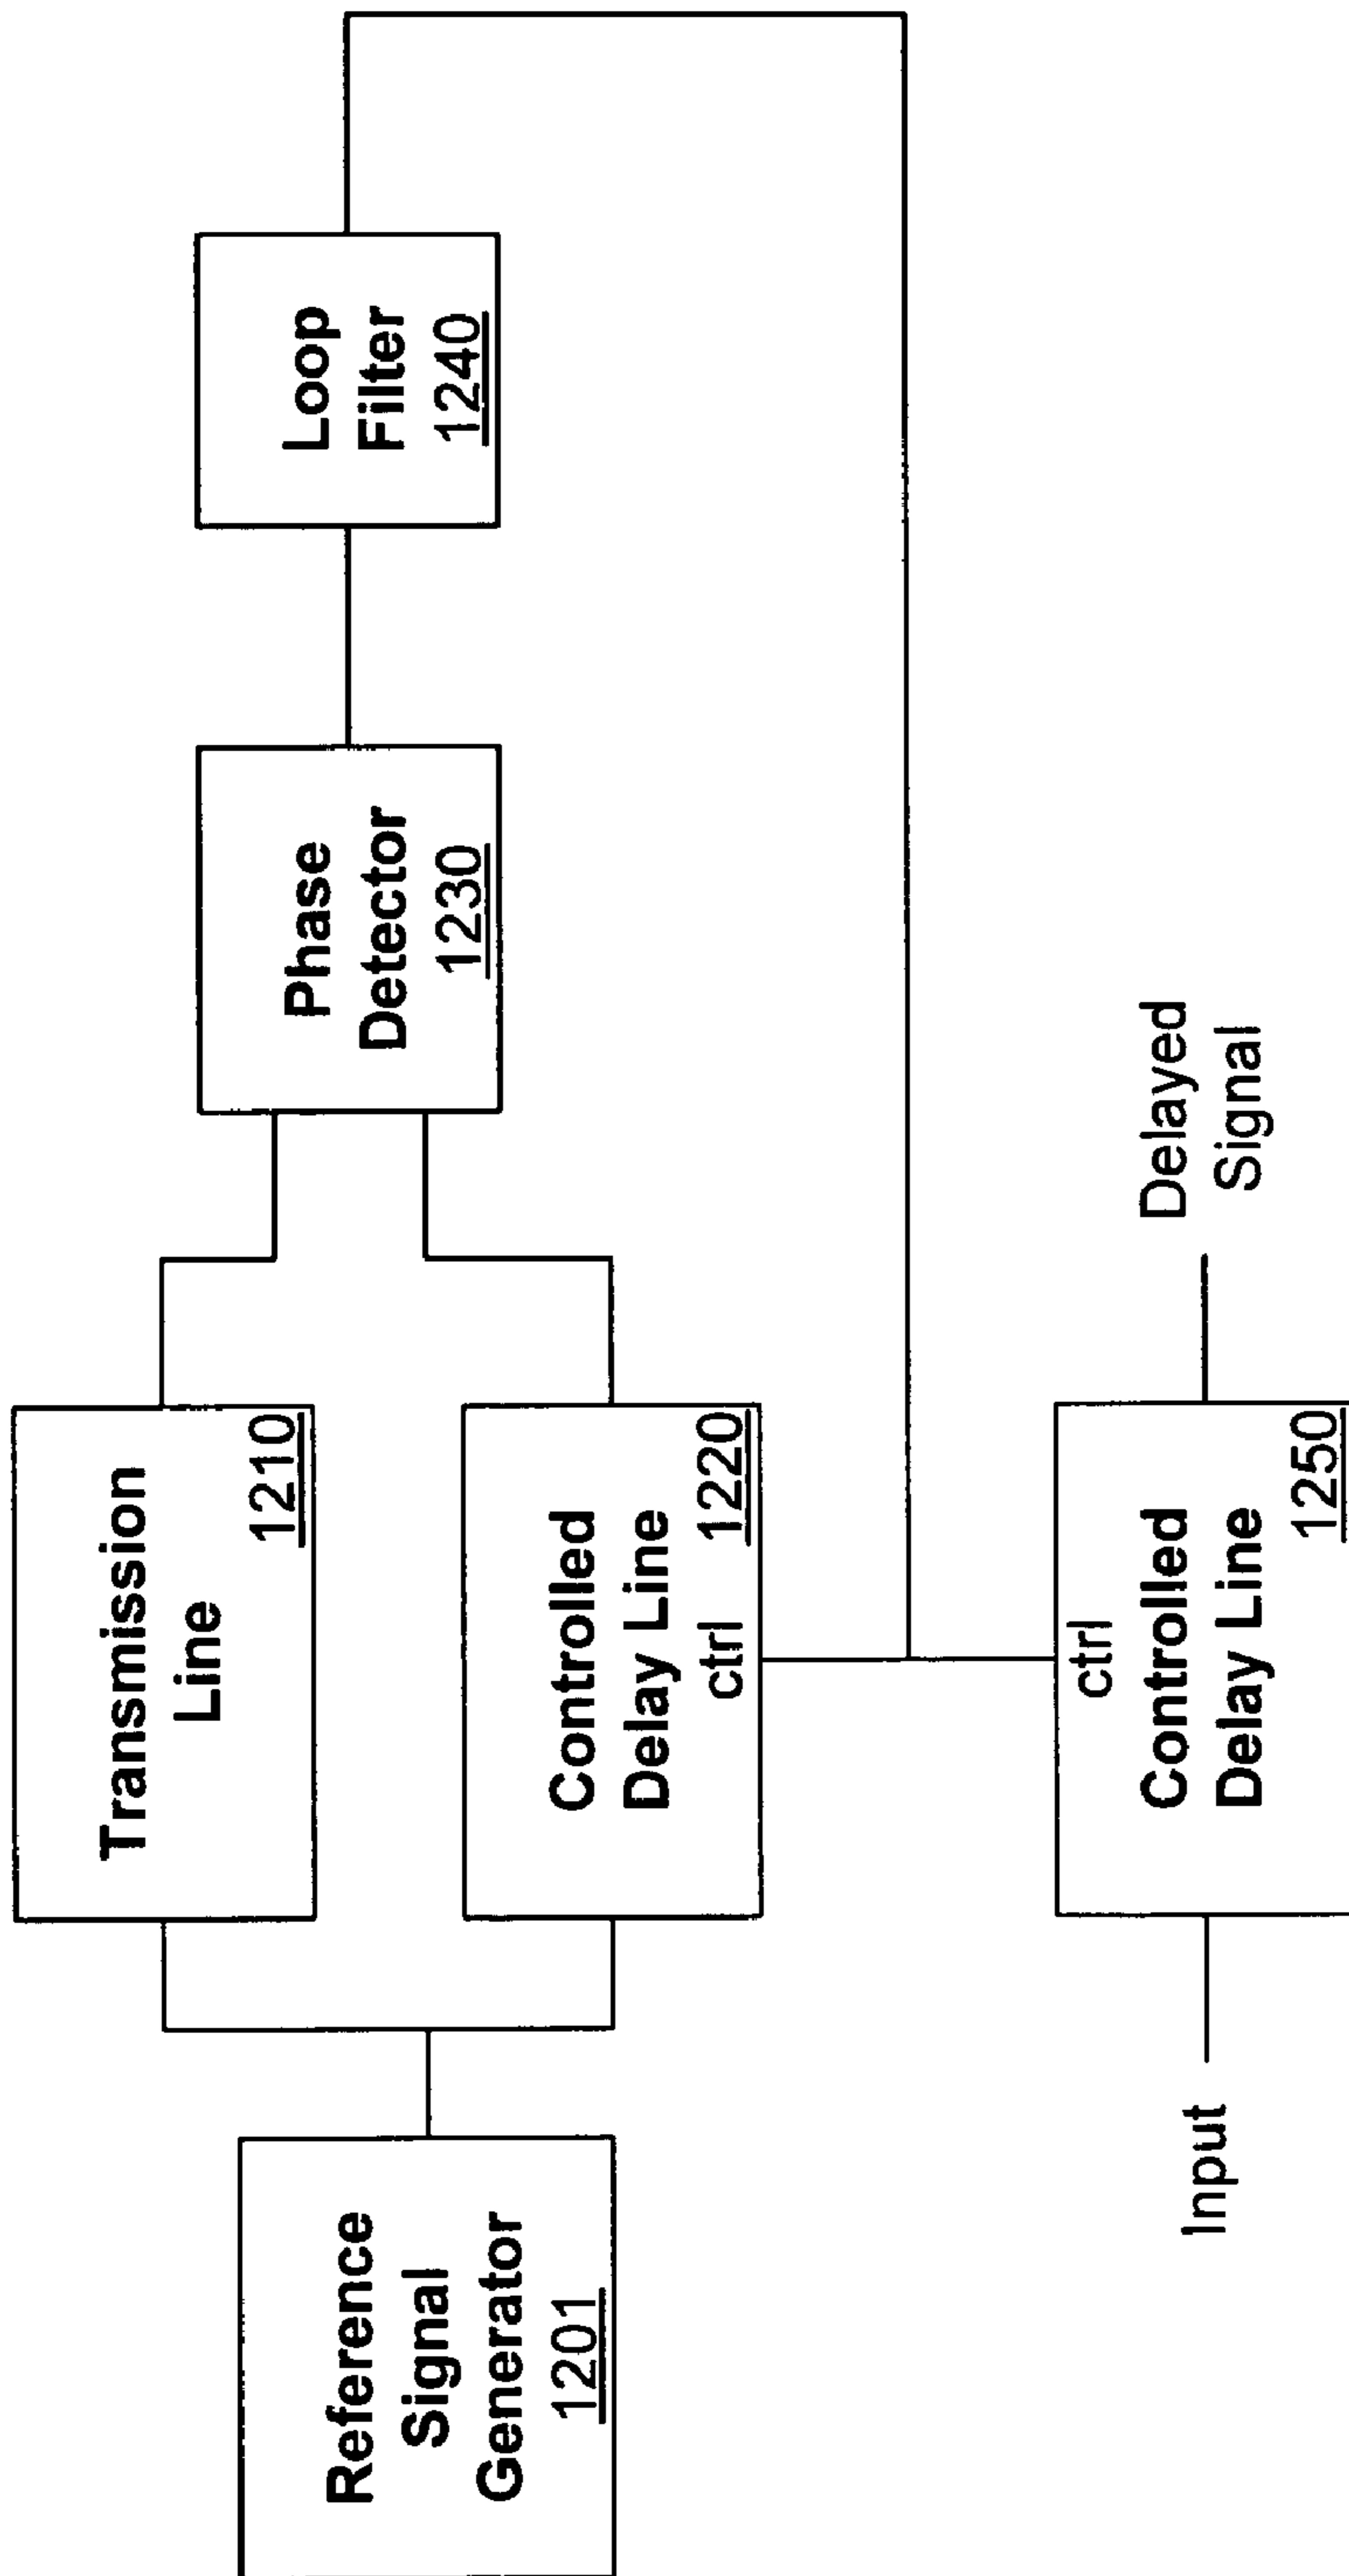 Reference
Signal
Generator
1201
Transmission
Line
1210
Controlled
Delay Line
1220
ctrl
Phase
Detector
1230
Loop
Filter
1240
Input
ctrl
Controlled
Delay Line
1250
Delayed
Signal